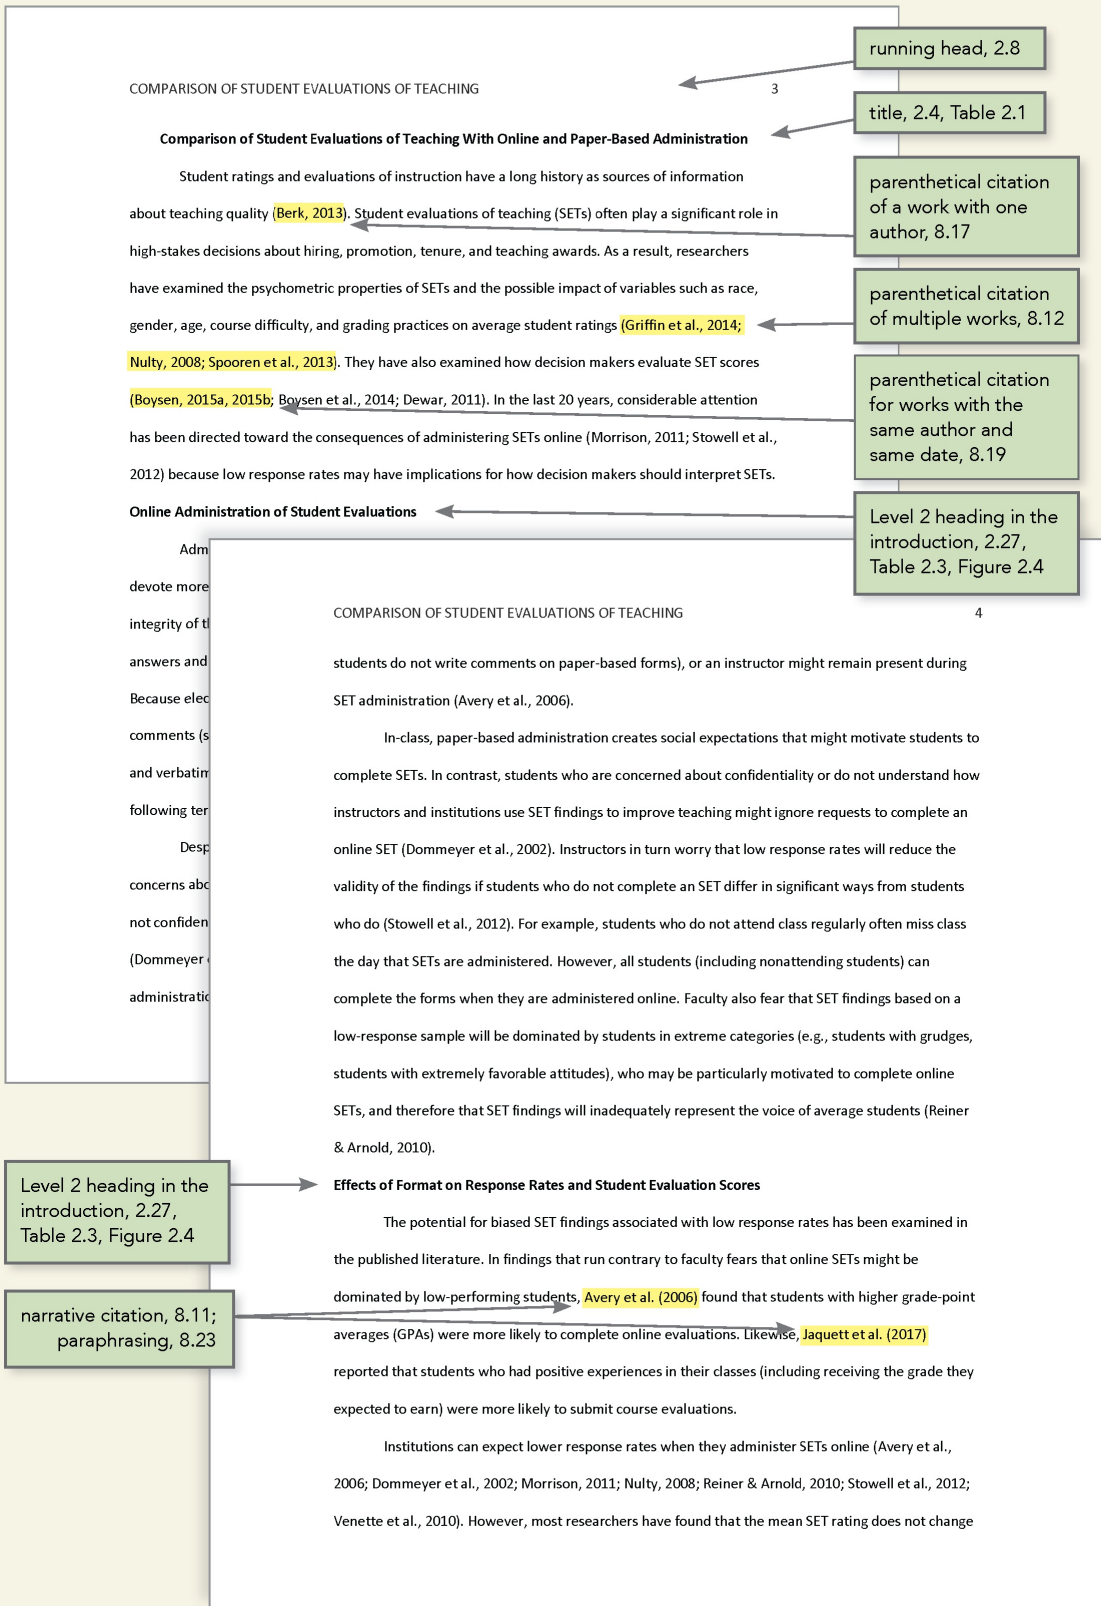 COMPARISON OF STUDENT EVALUATIONS OF TEACHING 3
Comparison of Student Evaluations of Teaching With Online and Paper-Based Administration
Student ratings and evaluations of instruction have a long history as sources of information
about teaching quality (Berk, 2013). Student evaluations of teaching (SETs) often play a significant role in
high-stakes decisions about hiring, promotion, tenure, and teaching awards. As a result, researchers
have examined the psychometric properties of SETs and the possible impact of variables such as race,
gender, age, course difficulty, and grading practices on average student ratings (Griffin et al., 2014;
Nulty, 2008; Spooren et al., 2013). They have also examined how decision makers evaluate SET scores
(Boysen, 2015a, 2015b; Boysen et al., 2014; Dewar, 2011). In the last 20 years, considerable attention
has been directed toward the consequences of administering SETs online (Morrison, 2011; Stowell et al.,
2012) because low response rates may have implications for how decision makers should interpret SETs.
Online Administration of Student Evaluations
Adm
devote more
integrity of t
answers and
Because elec
comments (s
and verbatim
following ter
Desp
concerns abo
not confiden
(Dommeyer
administratio
running head, 2.8
title, 2.4, Table 2.1
parenthetical citation
of a work with one
author, 8.17
parenthetical citation
of multiple works, 8.12
parenthetical citation
for works with the
same author and
same date, 8.19
Level 2 heading in the
introduction, 2.27,
Table 2.3, Figure 2.4
COMPARISON OF STUDENT EVALUATIONS OF TEACHING 4
students do not write comments on paper-based forms), or an instructor might remain present during
SET administration (Avery et al., 2006).
In-class, paper-based administration creates social expectations that might motivate students to
complete SETs. In contrast, students who are concerned about confidentiality or do not understand how
instructors and institutions use SET findings to improve teaching might ignore requests to complete an
online SET (Dommeyer et al., 2002). Instructors in turn worry that low response rates will reduce the
validity of the findings if students who do not complete an SET differ in significant ways from students
who do (Stowell et al., 2012). For example, students who do not attend class regularly often miss class
the day that SETs are administered. However, all students (including nonattending students) can
complete the forms when they are administered online. Faculty also fear that SET findings based on a
low-response sample will be dominated by students in extreme categories (e.g., students with grudges,
students with extremely favorable attitudes), who may be particularly motivated to complete online
SETs, and therefore that SET findings will inadequately represent the voice of average students (Reiner
& Arnold, 2010).
Effects of Format on Response Rates and Student Evaluation Scores
The potential for biased SET findings associated with low response rates has been examined in
the published literature. In findings that run contrary to faculty fears that online SETs might be
dominated by low-performing students, Avery et al. (2006) found that students with higher grade-point
averages (GPAs) were more likely to complete online evaluations. Likewise, Jaquett et al. (2017)
reported that students who had positive experiences in their classes (including receiving the grade they
expected to earn) were more likely to submit course evaluations.
Institutions can expect lower response rates when they administer SETs online (Avery et al.,
2006; Dommeyer et al., 2002; Morrison, 2011; Nulty, 2008; Reiner & Arnold, 2010; Stowell et al., 2012;
Venette et al., 2010). However, most researchers have found that the mean SET rating does not change
Level 2 heading in the
introduction, 2.27,
Table 2.3, Figure 2.4
narrative citation, 8.11;
paraphrasing, 8.23